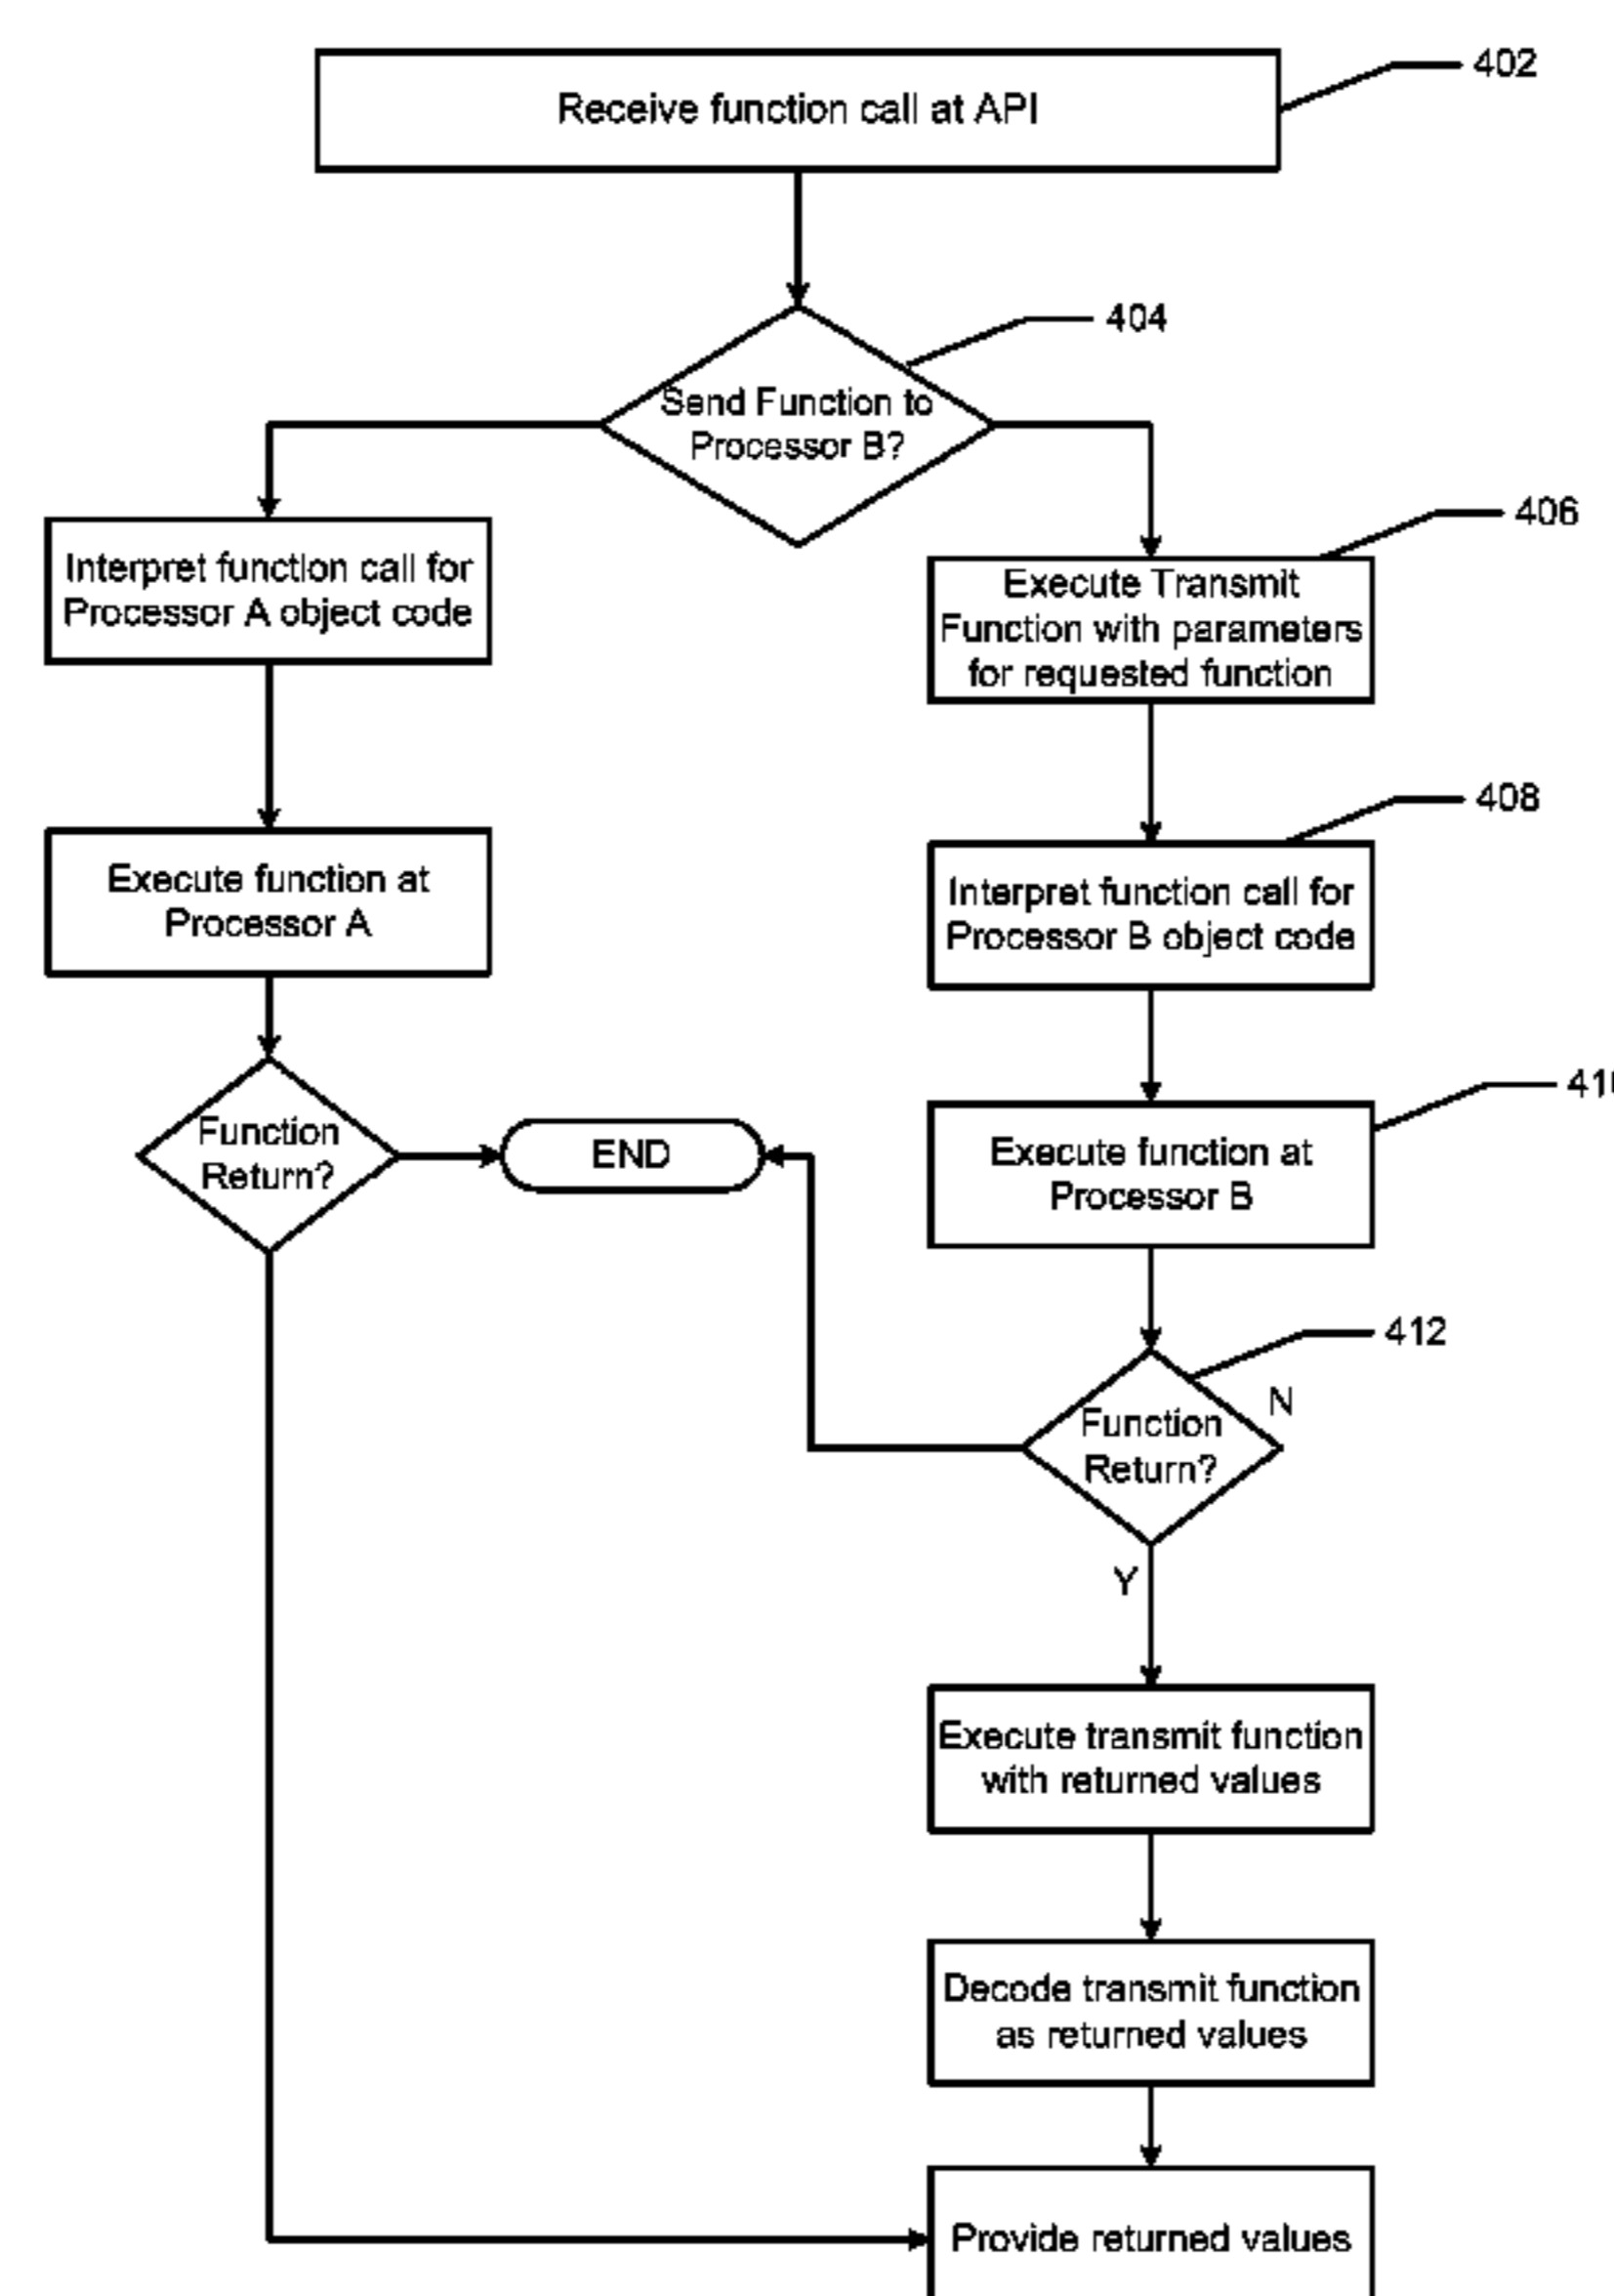 Receive function call at API
402
404
Send Function to
Processor B?
406
Interpret function call for
Processor A object code
Execute Transmit
Function with parameters
for requested function
408
Execute function at
Processor A
Interpret function call for
Processor B object code
Function
Return?
END
Execute function at
Processor B
412
N
Function
Return?
Y
Execute transmit function
with returned values
Decode transmit function
as returned values
Provide returned values